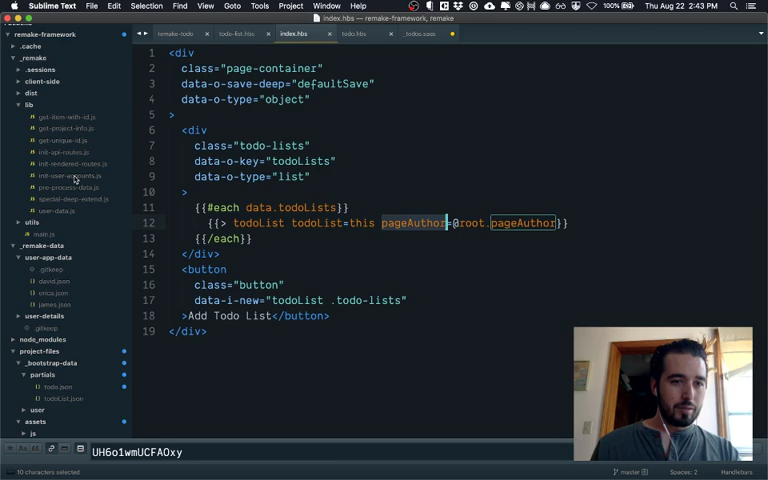 Sublime Text File Edit Selection Find View Goto Tools Project Window Help 100% Thu Aug 22 2:43 PM
index.hbs — remake-framework, remake
remake-todo todo-list.hbs index.hbs todo.hbs _todos.sass
remake-framework
.cache
_remake
.sessions
client-side
dist
lib
get-item-with-id.js
get-project-info.js
get-unique-id.js
init-api-routes.js
init-rendered-routes.js
init-user-accounts.js
pre-process-data.js
special-deep-extend.js
user-data.js
utils
main.js
_remake-data
user-app-data
.gitkeep
david.json
erica.json
james.json
user-details
.gitkeep
node_modules
project-files
_bootstrap-data
partials
todo.json
todoList.json
user
assets
js
1 <div
2 class="page-container"
3 data-o-save-deep="defaultSave"
4 data-o-type="object"
5 >
6 <div
7 class="todo-lists"
8 data-o-key="todoLists"
9 data-o-type="list"
10 >
11 {{#each data.todoLists}}
12 {{> todoList todoList=this pageAuthor=@root.pageAuthor}}
13 {{/each}}
14 </div>
15 <button
16 class="button"
17 data-i-new="todoList .todo-lists"
18 >Add Todo List</button>
19 </div>
UH6o1wmUCFAOxy
10 characters selected master Spaces: 2 Handlebars